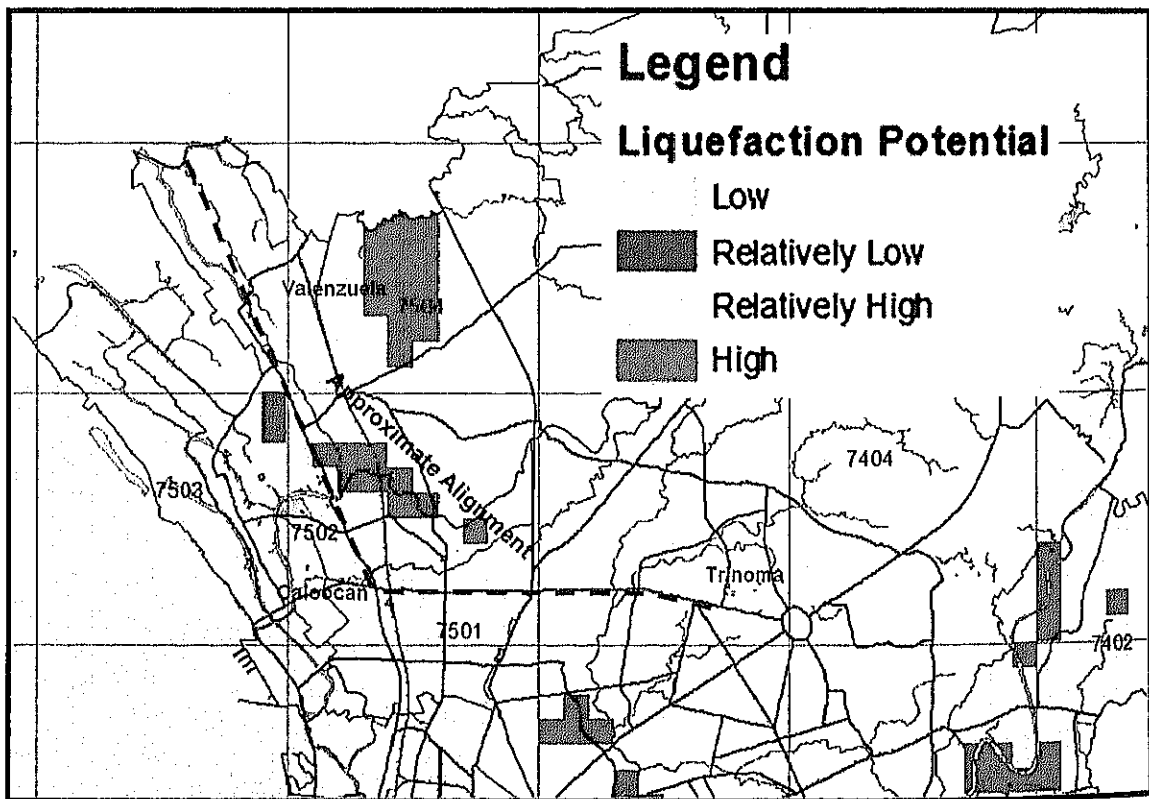 Legend
Liquefaction Potential
Low
Relatively Low
Relatively High
High
Valenzuela
Approximate Alignment
7404
7503
7502
Caloocan
Trinoma
7501
7402